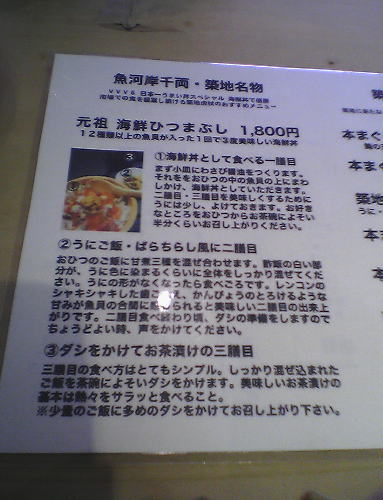 魚河岸千両・築地名物
元祖 海鮮ひつまぶし 1,800円
12種類以上の魚貝が入った1回で3度美味しい海鮮丼
①海鮮丼として食べる一膳目
まず小皿にわさび醤油をつくります。
それををおひつの中の魚貝の上にまわ
しかけ、海鮮丼としていただきます。
二膳目・三膳目を美味しくするために
うには少し、よけておきます。お好き
なところをおひつからお茶碗によそい
半分くらいお召し上がり下さい。
②うにご飯・ばらちらし風に二膳目
おひつのご飯に甘煮三種を混ぜ合わせます。酢飯の白い部
分が、うに色に染まるくらいに全体をしっかり混ぜてくだ
さい。うにの形がなくなったら食べごろです。レンコンの
シャキシャキした歯ごたえ、かんぴょうのとろけるような
甘みが魚貝の合間に感じられると美味しい二膳目の出来上
がりです。二膳目食べ終わり頃、ダシの準備をしますので
ちょうどよい時、声をかけてください。
③ダシをかけてお茶漬けの三膳目
三膳目の食べ方はとてもシンプル。しっかり混ぜ込まれた
ご飯を茶碗によそいダシをかけます。美味しいお茶漬けの
基本は熱々をサラッと食べること。
※少量のご飯に多めのダシをかけてお召し上がり下さい。
本まぐ
本まぐ
築地
うに・
本